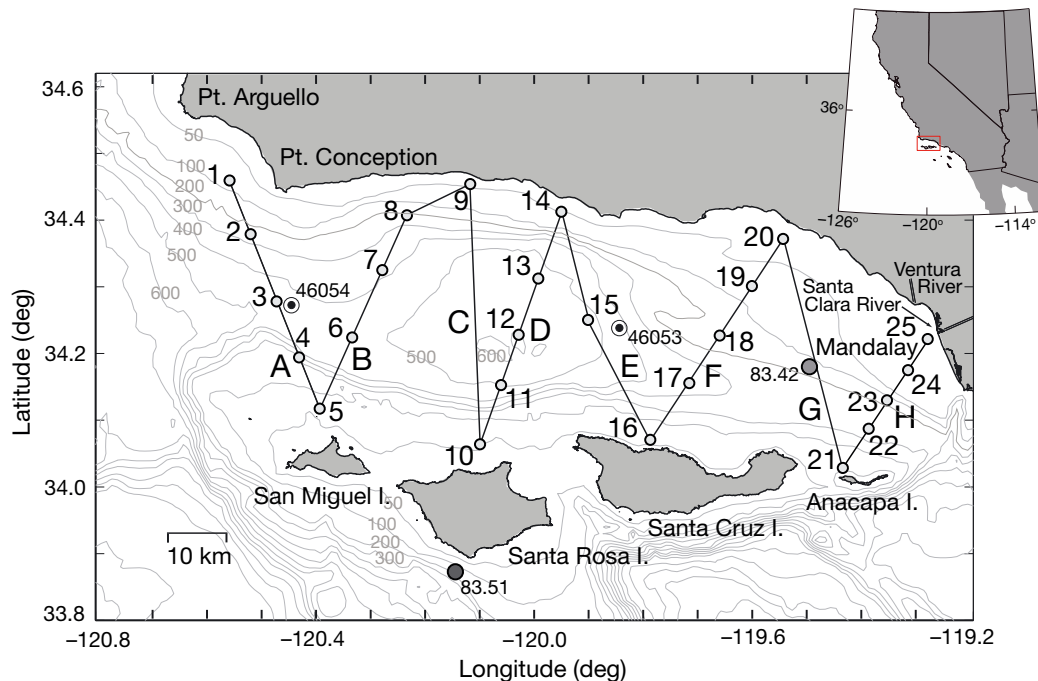 36°
−126°
−120°
−114°
34.6
34.4
34.2
34.0
33.8
Latitude (deg)
Pt. Arguello
Pt. Conception
50
100
200
300
400
500
600
1
2
3
46054
4
A
5
6
B
7
8
9
C
10
11
12
D
13
14
15
46053
E
16
17
F
18
19
20
83.42
G
21
22
H
23
24
25
Santa
Clara River
Ventura
River
Mandalay
500
600
San Miguel I.
Santa Rosa I.
Santa Cruz I.
Anacapa I.
50
100
200
300
83.51
10 km
−120.8
−120.4
−120.0
−119.6
−119.2
Longitude (deg)